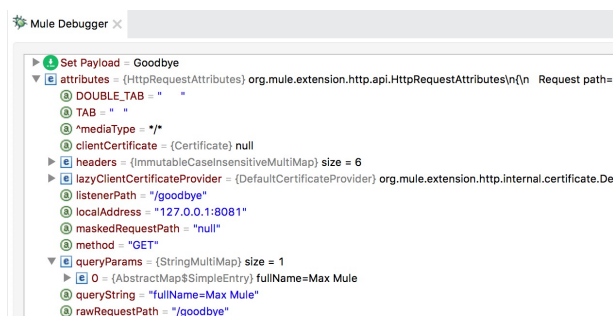 Mule Debugger
Set Payload = Goodbye
attributes = {HttpRequestAttributes} org.mule.extension.http.api.HttpRequestAttributes\n{\n Request path=
DOUBLE_TAB = " "
TAB = " "
^mediaType = */*
clientCertificate = {Certificate} null
headers = {ImmutableCaseInsensitiveMultiMap} size = 6
lazyClientCertificateProvider = {DefaultCertificateProvider} org.mule.extension.http.internal.certificate.De
listenerPath = "/goodbye"
localAddress = "127.0.0.1:8081"
maskedRequestPath = "null"
method = "GET"
queryParams = {StringMultiMap} size = 1
0 = {AbstractMap$SimpleEntry} fullName=Max Mule
queryString = "fullName=Max Mule"
rawRequestPath = "/goodbye"